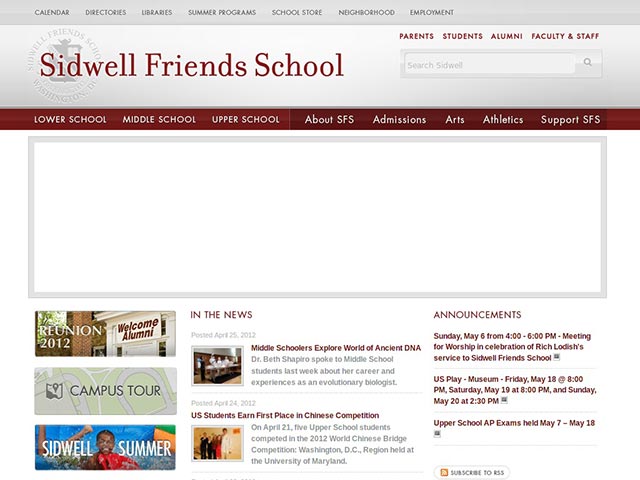 CALENDAR DIRECTORIES LIBRARIES SUMMER PROGRAMS SCHOOL STORE NEIGHBORHOOD EMPLOYMENT
PARENTS STUDENTS ALUMNI FACULTY & STAFF
SIDWELL FRIENDS SCHOOL
WASHINGTON, DC
Sidwell Friends School
Search Sidwell
LOWER SCHOOL MIDDLE SCHOOL UPPER SCHOOL About SFS Admissions Arts Athletics Support SFS
REUNION
2012
Welcome
Alumni
CAMPUS TOUR
SIDWELL SUMMER
IN THE NEWS
Posted April 25, 2012
Middle Schoolers Explore World of Ancient DNA
Dr. Beth Shapiro spoke to Middle School
students last week about her career and
experiences as an evolutionary biologist.
Posted April 24, 2012
US Students Earn First Place in Chinese Competition
On April 21, five Upper School students
competed in the 2012 World Chinese Bridge
Competition: Washington, D.C., Region held at
the University of Maryland.
ANNOUNCEMENTS
Sunday, May 6 from 4:00 - 6:00 PM - Meeting
for Worship in celebration of Rich Lodish's
service to Sidwell Friends School
US Play - Museum - Friday, May 18 @ 8:00
PM, Saturday, May 19 at 8:00 PM, and Sunday,
May 20 at 2:30 PM
Upper School AP Exams held May 7 – May 18
SUBSCRIBE TO RSS